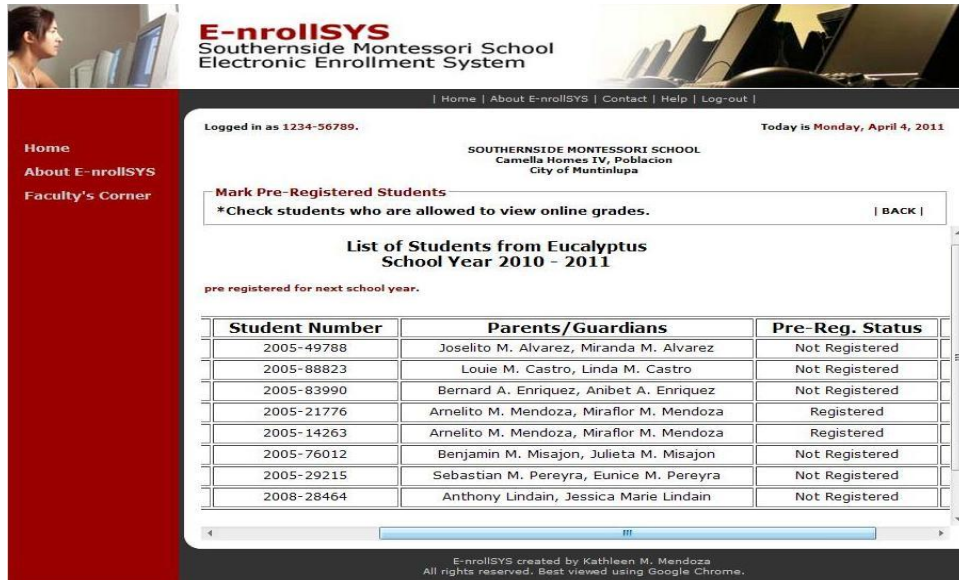 E-nrollSYS
Southernside Montessori School
Electronic Enrollment System
| Home | About E-nrollSYS | Contact | Help | Log-out |
Home
About E-nrollSYS
Faculty's Corner
Logged in as 1234-56789. Today is Monday, April 4, 2011
SOUTHERNSIDE MONTESSORI SCHOOL
Camella Homes IV, Poblacion
City of Muntinlupa
Mark Pre-Registered Students
*Check students who are allowed to view online grades. | BACK |
List of Students from Eucalyptus
School Year 2010 - 2011
pre registered for next school year.
Student Number Parents/Guardians Pre-Reg. Status
2005-49788 Joselito M. Alvarez, Miranda M. Alvarez Not Registered
2005-88823 Louie M. Castro, Linda M. Castro Not Registered
2005-83990 Bernard A. Enriquez, Anibet A. Enriquez Not Registered
2005-21776 Arnelito M. Mendoza, Miraflor M. Mendoza Registered
2005-14263 Arnelito M. Mendoza, Miraflor M. Mendoza Registered
2005-76012 Benjamin M. Misajon, Julieta M. Misajon Not Registered
2005-29215 Sebastian M. Pereyra, Eunice M. Pereyra Not Registered
2008-28464 Anthony Lindain, Jessica Marie Lindain Not Registered
E-nrollSYS created by Kathleen M. Mendoza
All rights reserved. Best viewed using Google Chrome.